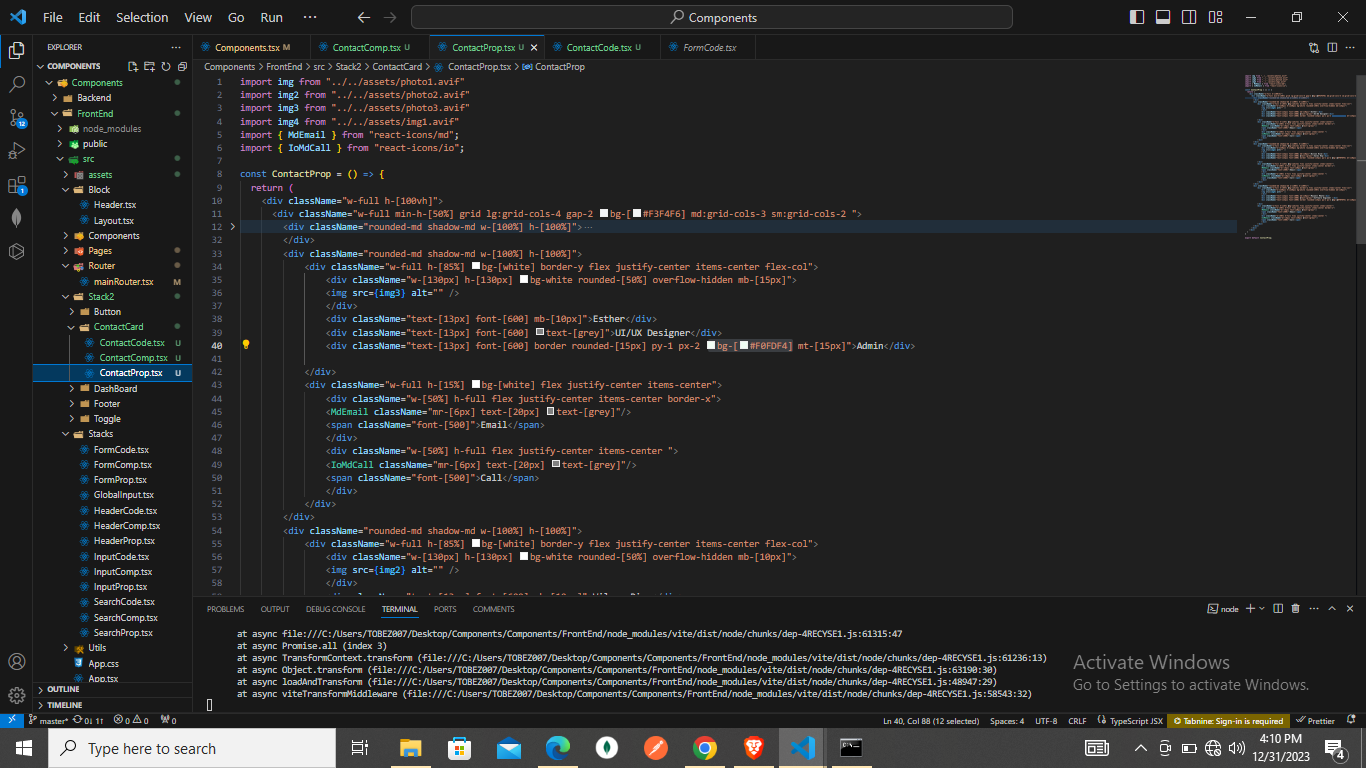 File Edit Selection View Go Run ··· Components
EXPLORER ···
COMPONENTS
Components
Backend
FrontEnd
node_modules
public
src
assets
Block
Header.tsx
Layout.tsx
Components
Pages
Router
mainRouter.tsx M
Stack2
Button
ContactCard
ContactCode.tsx U
ContactComp.tsx U
ContactProp.tsx U
DashBoard
Footer
Toggle
Stacks
FormCode.tsx
FormComp.tsx
FormProp.tsx
GlobalInput.tsx
HeaderCode.tsx
HeaderComp.tsx
HeaderProp.tsx
InputCode.tsx
InputComp.tsx
InputProp.tsx
SearchCode.tsx
SearchComp.tsx
SearchProp.tsx
Utils
App.css
App.tsx
OUTLINE
TIMELINE
12
1
Components.tsx M ContactComp.tsx U ContactProp.tsx U ContactCode.tsx U FormCode.tsx
Components > FrontEnd > src > Stack2 > ContactCard > ContactProp.tsx > ContactProp
1 import img from "../../assets/photo1.avif"
2 import img2 from "../../assets/photo2.avif"
3 import img3 from "../../assets/photo3.avif"
4 import img4 from "../../assets/img1.avif"
5 import { MdEmail } from "react-icons/md";
6 import { IoMdCall } from "react-icons/io";
7
8 const ContactProp = () => {
9 return (
10 <div className="w-full h-[100vh]">
11 <div className="w-full min-h-[50%] grid lg:grid-cols-4 gap-2 bg-[#F3F4F6] md:grid-cols-3 sm:grid-cols-2 ">
12 <div className="rounded-md shadow-md w-[100%] h-[100%]">···
32 </div>
33 <div className="rounded-md shadow-md w-[100%] h-[100%]">
34 <div className="w-full h-[85%] bg-[white] border-y flex justify-center items-center flex-col">
35 <div className="w-[130px] h-[130px] bg-white rounded-[50%] overflow-hidden mb-[15px]">
36 <img src={img3} alt="" />
37 </div>
38 <div className="text-[13px] font-[600] mb-[10px]">Esther</div>
39 <div className="text-[13px] font-[600] text-[grey]">UI/UX Designer</div>
40 <div className="text-[13px] font-[600] border rounded-[15px] py-1 px-2 bg-[#F0FDF4] mt-[15px]">Admin</div>
41
42 </div>
43 <div className="w-full h-[15%] bg-[white] flex justify-center items-center">
44 <div className="w-[50%] h-full flex justify-center items-center border-x">
45 <MdEmail className="mr-[6px] text-[20px] text-[grey]"/>
46 <span className="font-[500]">Email</span>
47 </div>
48 <div className="w-[50%] h-full flex justify-center items-center ">
49 <IoMdCall className="mr-[6px] text-[20px] text-[grey]"/>
50 <span className="font-[500]">Call</span>
51 </div>
52 </div>
53 </div>
54 <div className="rounded-md shadow-md w-[100%] h-[100%]">
55 <div className="w-full h-[85%] bg-[white] border-y flex justify-center items-center flex-col">
56 <div className="w-[130px] h-[130px] bg-white rounded-[50%] overflow-hidden mb-[10px]">
57 <img src={img2} alt="" />
58 </div>
PROBLEMS OUTPUT DEBUG CONSOLE TERMINAL PORTS COMMENTS node
at async file:///C:/Users/TOBEZ007/Desktop/Components/Components/FrontEnd/node_modules/vite/dist/node/chunks/dep-4RECYSE1.js:61315:47
at async Promise.all (index 3)
at async TransformContext.transform (file:///C:/Users/TOBEZ007/Desktop/Components/Components/FrontEnd/node_modules/vite/dist/node/chunks/dep-4RECYSE1.js:61236:13)
at async Object.transform (file:///C:/Users/TOBEZ007/Desktop/Components/Components/FrontEnd/node_modules/vite/dist/node/chunks/dep-4RECYSE1.js:63190:30)
at async loadAndTransform (file:///C:/Users/TOBEZ007/Desktop/Components/Components/FrontEnd/node_modules/vite/dist/node/chunks/dep-4RECYSE1.js:48947:29)
at async viteTransformMiddleware (file:///C:/Users/TOBEZ007/Desktop/Components/Components/FrontEnd/node_modules/vite/dist/node/chunks/dep-4RECYSE1.js:58543:32)
Activate Windows
Go to Settings to activate Windows.
master* 0↓ 1↑ 0 0 0 Ln 40, Col 88 (12 selected) Spaces: 4 UTF-8 CRLF TypeScript JSX Tabnine: Sign-in is required Prettier
Type here to search
4:10 PM
12/31/2023
4